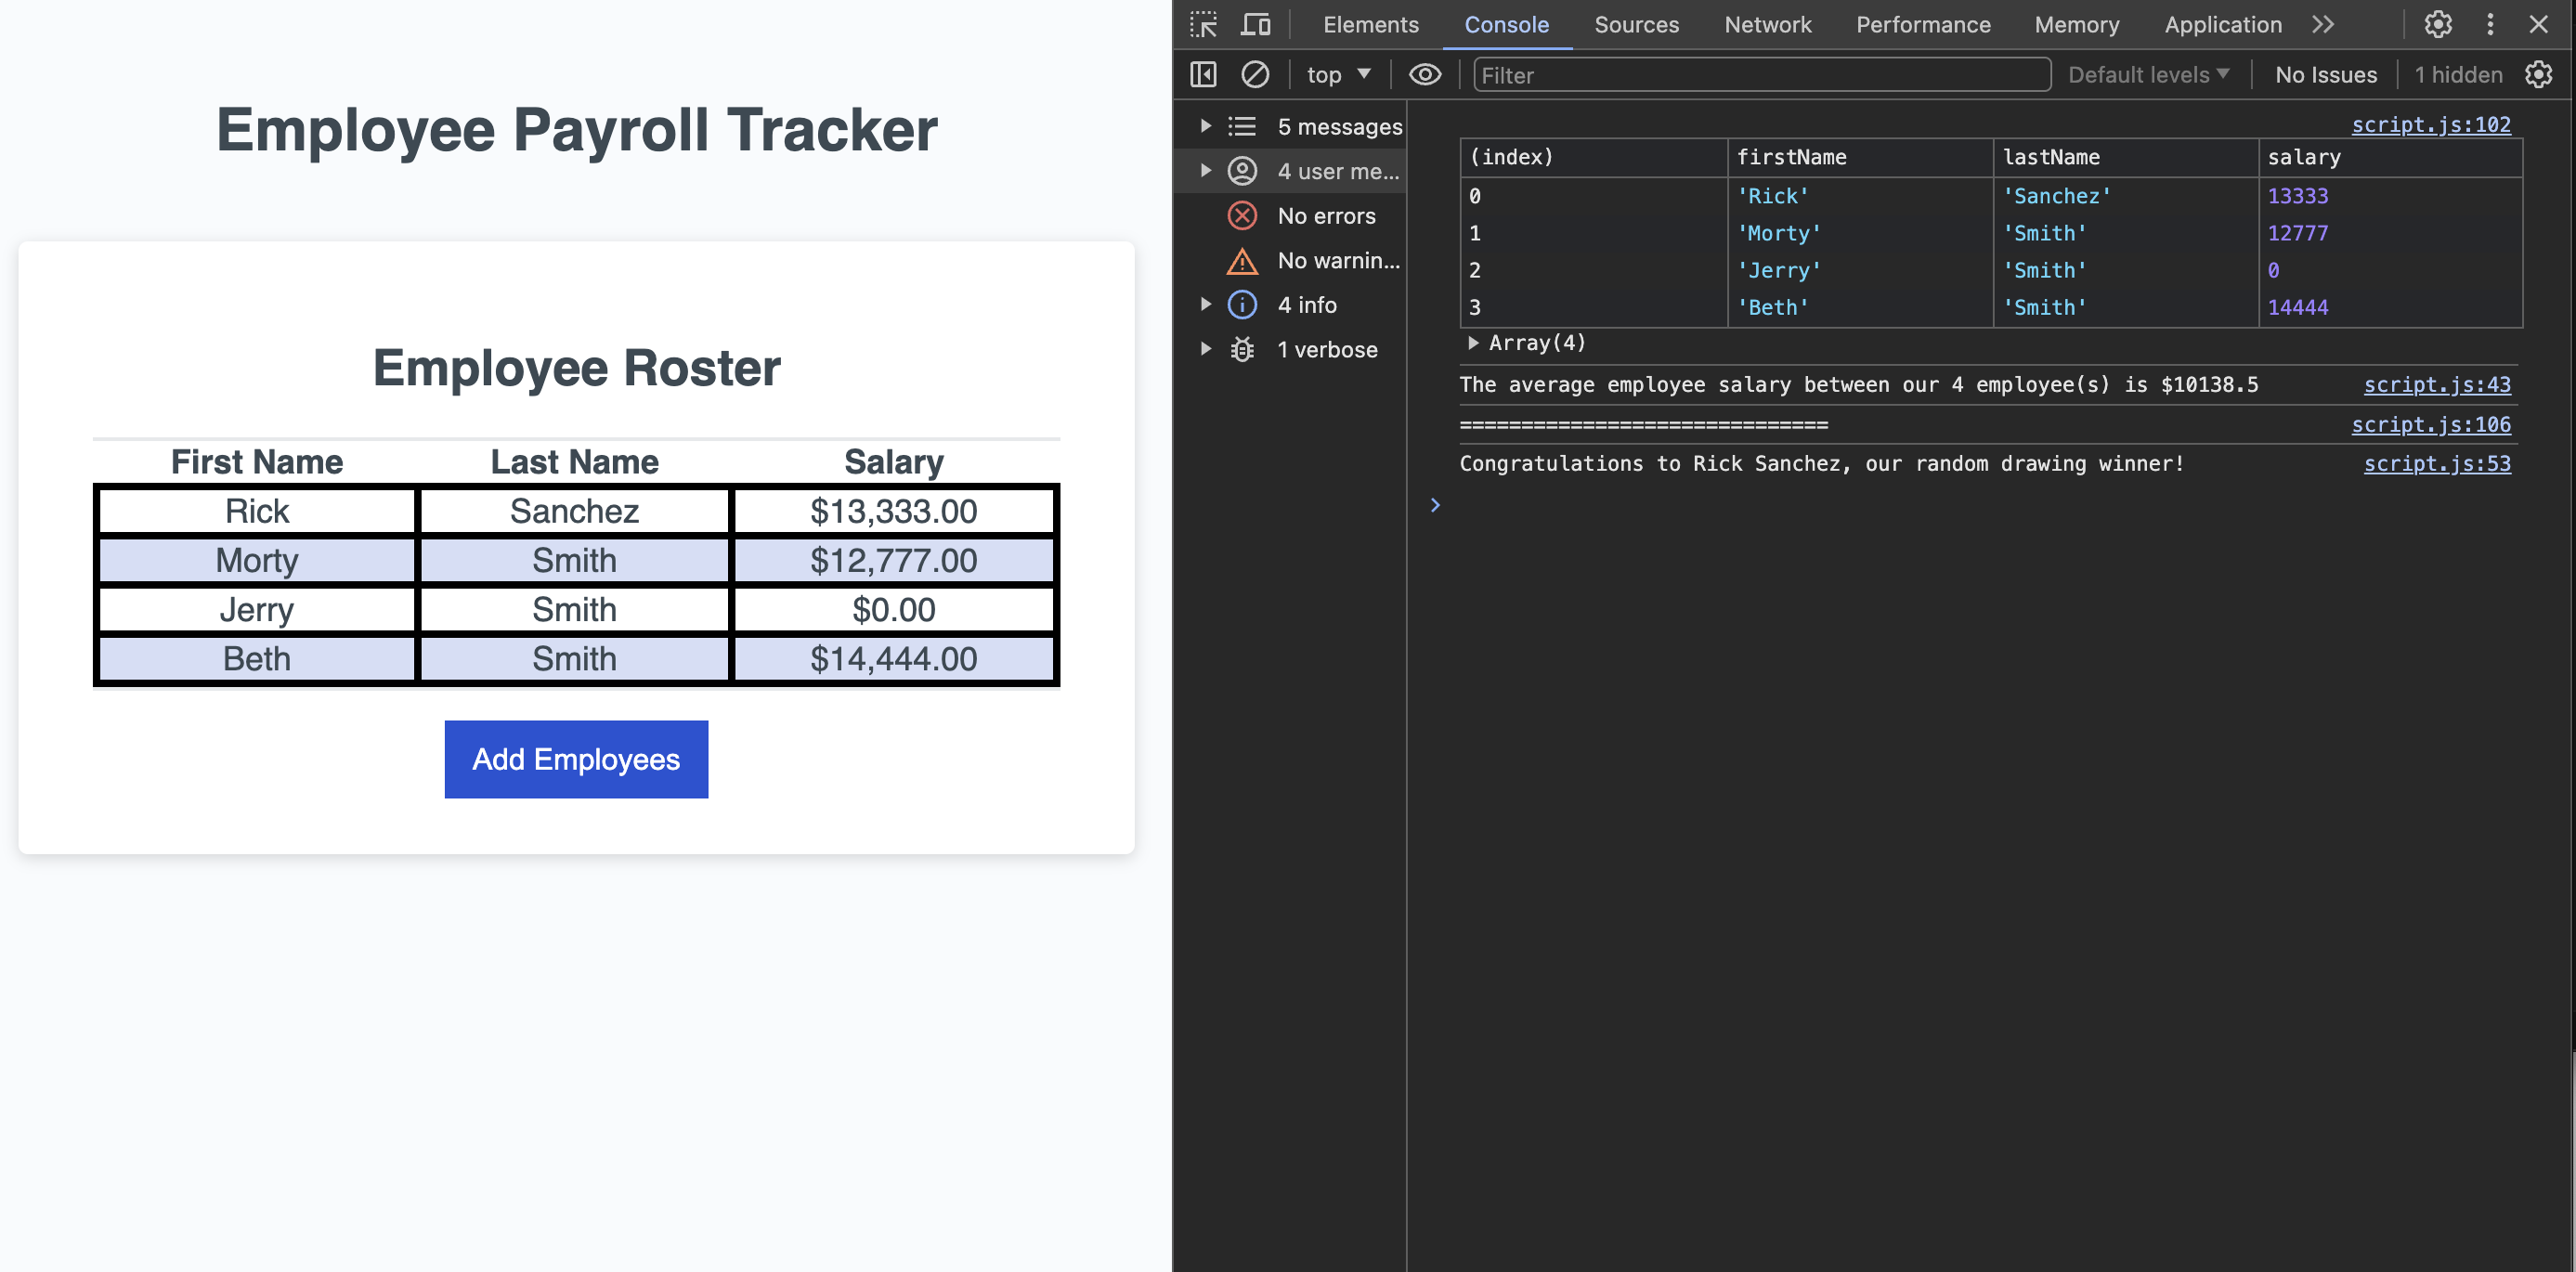 Employee Payroll Tracker
Employee Roster
First Name Last Name Salary
Rick Sanchez $13,333.00
Morty Smith $12,777.00
Jerry Smith $0.00
Beth Smith $14,444.00
Add Employees
Elements Console Sources Network Performance Memory Application
top Filter Default levels No Issues 1 hidden
5 messages
4 user me...
No errors
No warnin...
4 info
1 verbose
script.js:102
(index) firstName lastName salary
0 'Rick' 'Sanchez' 13333
1 'Morty' 'Smith' 12777
2 'Jerry' 'Smith' 0
3 'Beth' 'Smith' 14444
Array(4)
The average employee salary between our 4 employee(s) is $10138.5 script.js:43
============================== script.js:106
Congratulations to Rick Sanchez, our random drawing winner! script.js:53